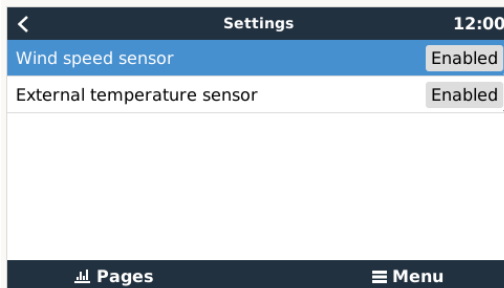 Settings 12:00
Wind speed sensor Enabled
External temperature sensor Enabled
Pages Menu